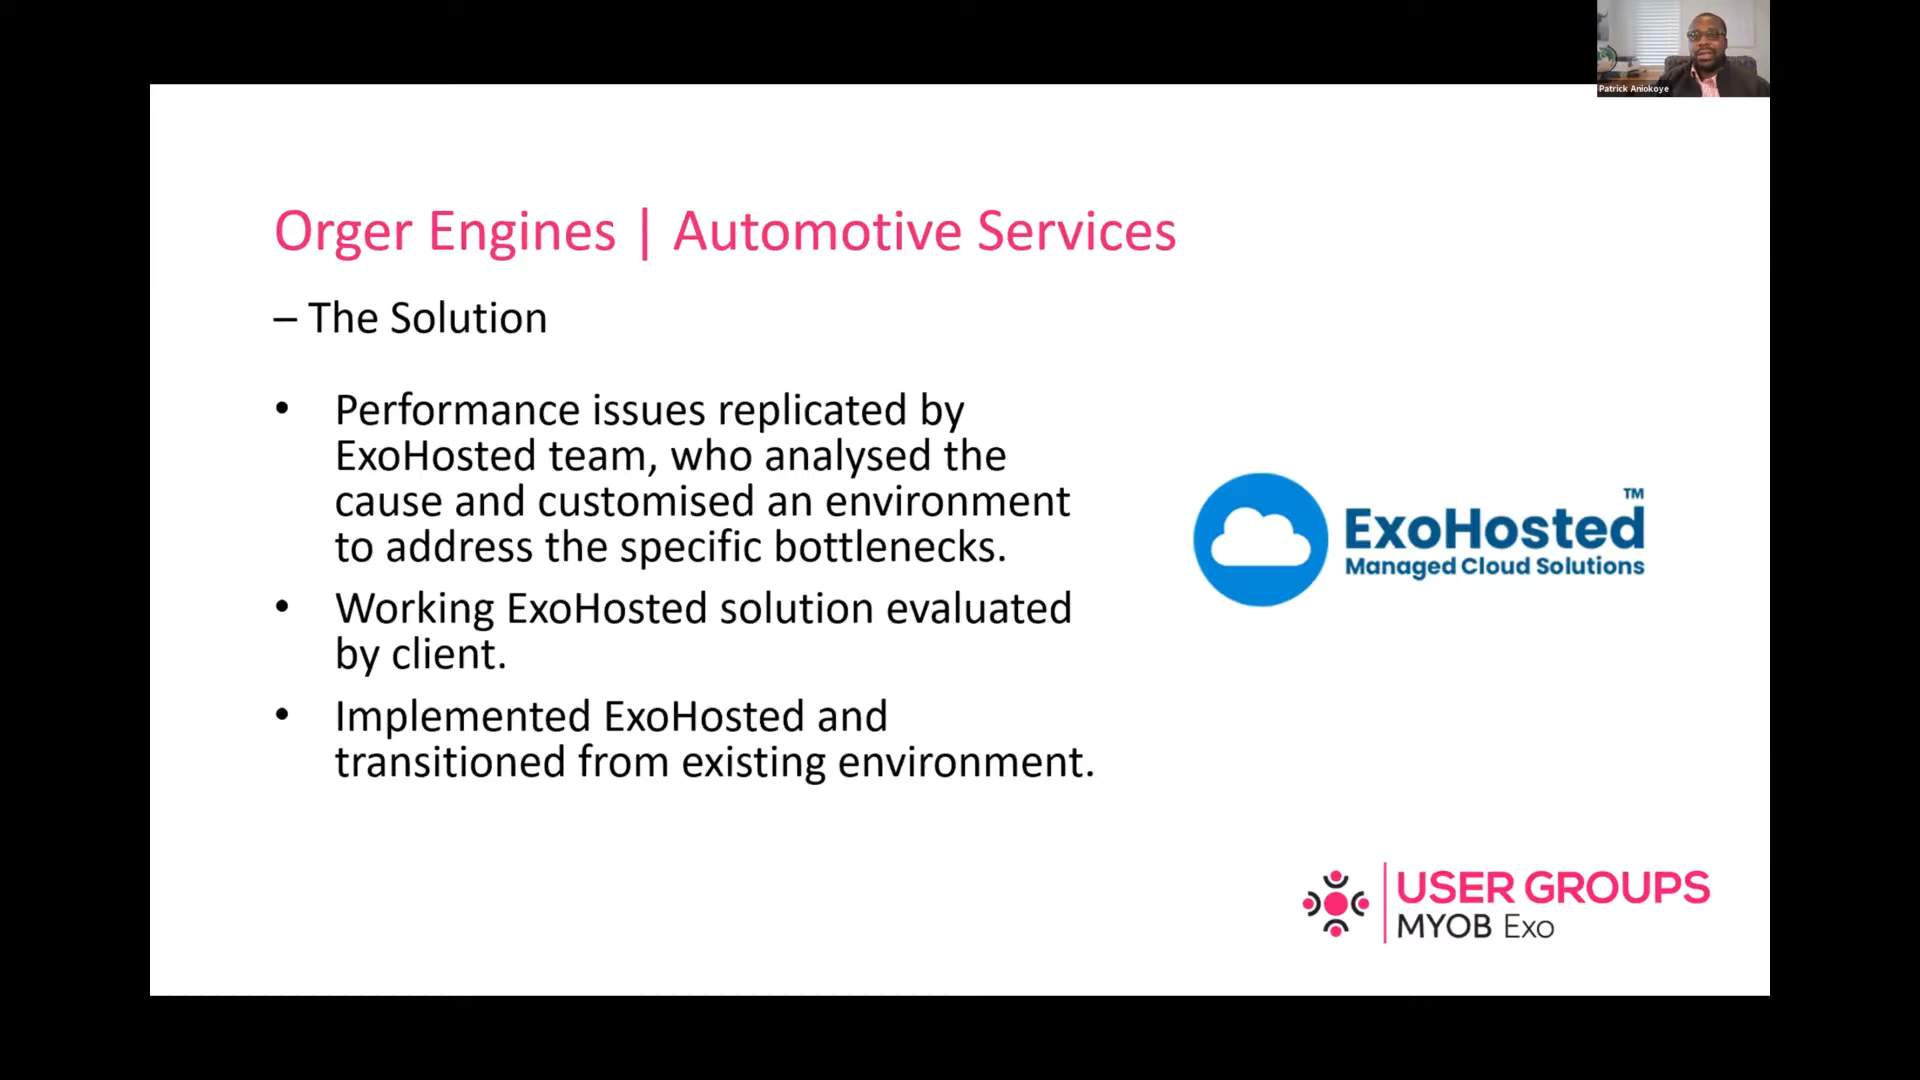 Patrick Aniokoye
Orger Engines | Automotive Services
– The Solution
• Performance issues replicated by
ExoHosted team, who analysed the
cause and customised an environment
to address the specific bottlenecks.
• Working ExoHosted solution evaluated
by client.
• Implemented ExoHosted and
transitioned from existing environment.
ExoHosted™
Managed Cloud Solutions
USER GROUPS
MYOB Exo